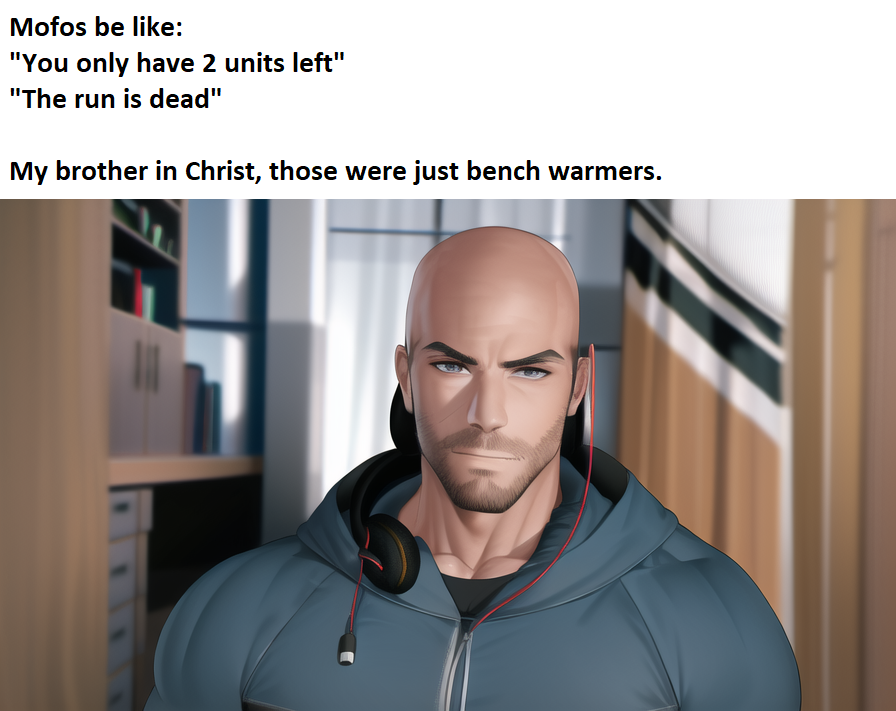 Mofos be like:
"You only have 2 units left"
"The run is dead"
My brother in Christ, those were just bench warmers.